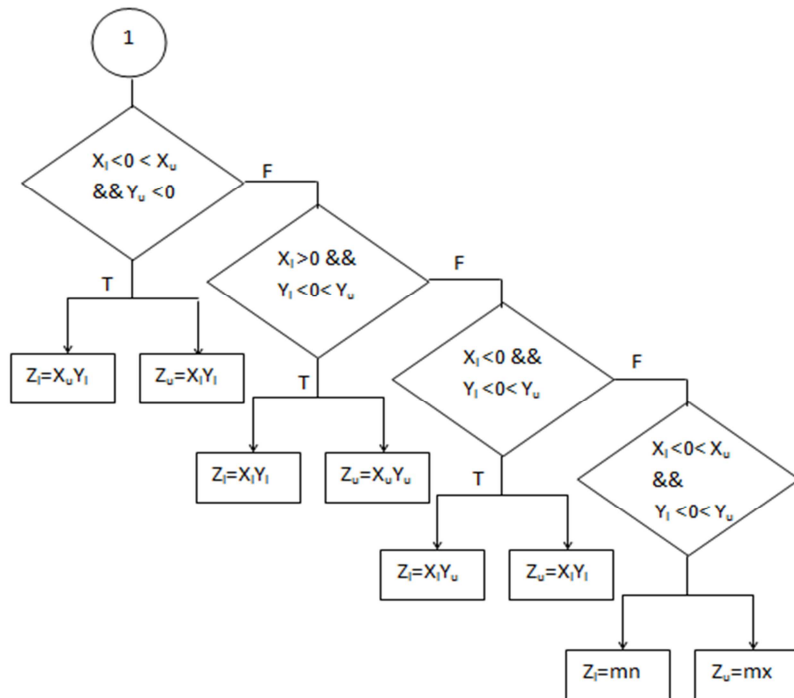 1
Xₗ<0 < Xᵤ
&& Yᵤ <0
F
T
Zₗ=XᵤYₗ
Zᵤ=XₗYₗ
Xₗ>0 &&
Yₗ <0< Yᵤ
F
T
Zₗ=XₗYₗ
Zᵤ=XᵤYᵤ
Xₗ<0 &&
Yₗ <0< Yᵤ
F
T
Zₗ=XₗYᵤ
Zᵤ=XₗYₗ
Xₗ<0< Xᵤ
&&
Yₗ <0< Yᵤ
Zₗ=mn
Zᵤ=mx